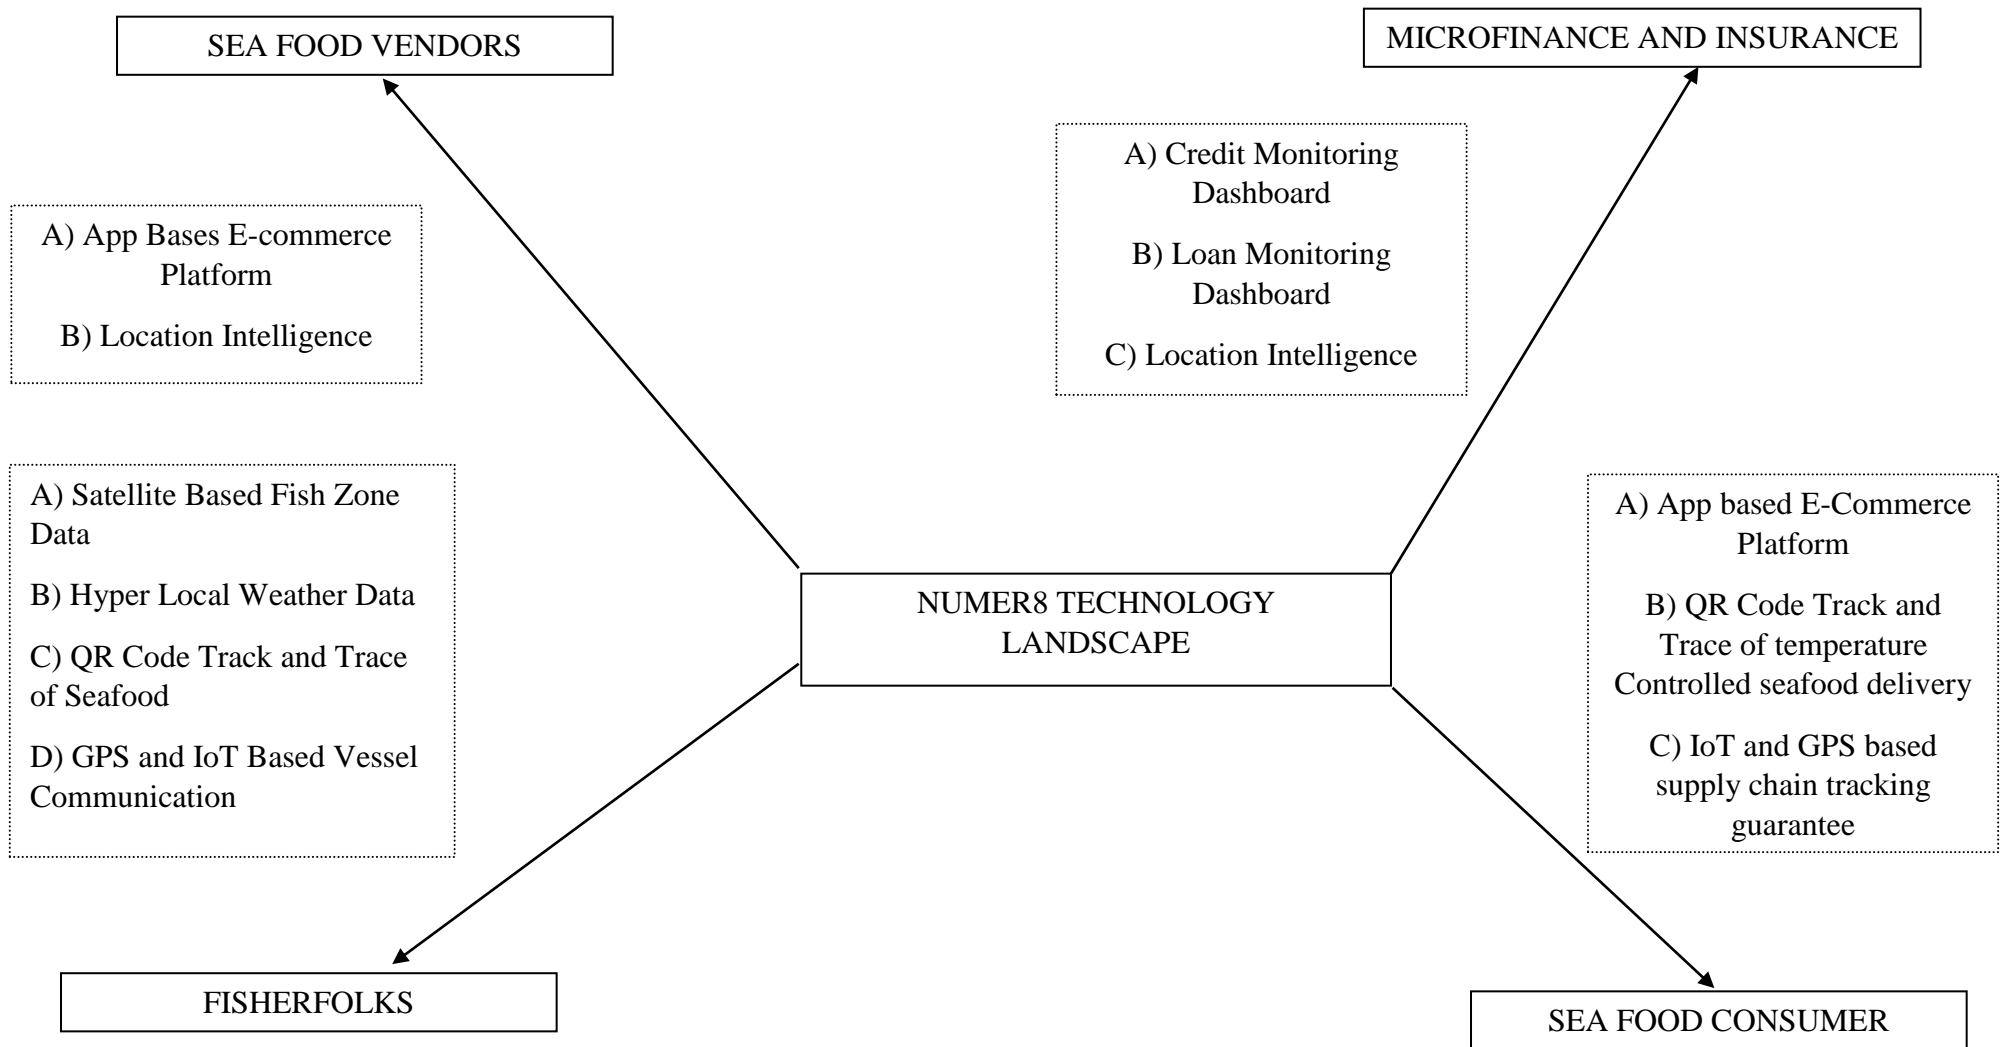 SEA FOOD VENDORS
MICROFINANCE AND INSURANCE
A) App Bases E-commerce
Platform
B) Location Intelligence
A) Credit Monitoring
Dashboard
B) Loan Monitoring
Dashboard
C) Location Intelligence
A) Satellite Based Fish Zone
Data
B) Hyper Local Weather Data
C) QR Code Track and Trace
of Seafood
D) GPS and IoT Based Vessel
Communication
NUMER8 TECHNOLOGY
LANDSCAPE
A) App based E-Commerce
Platform
B) QR Code Track and
Trace of temperature
Controlled seafood delivery
C) IoT and GPS based
supply chain tracking
guarantee
FISHERFOLKS
SEA FOOD CONSUMER